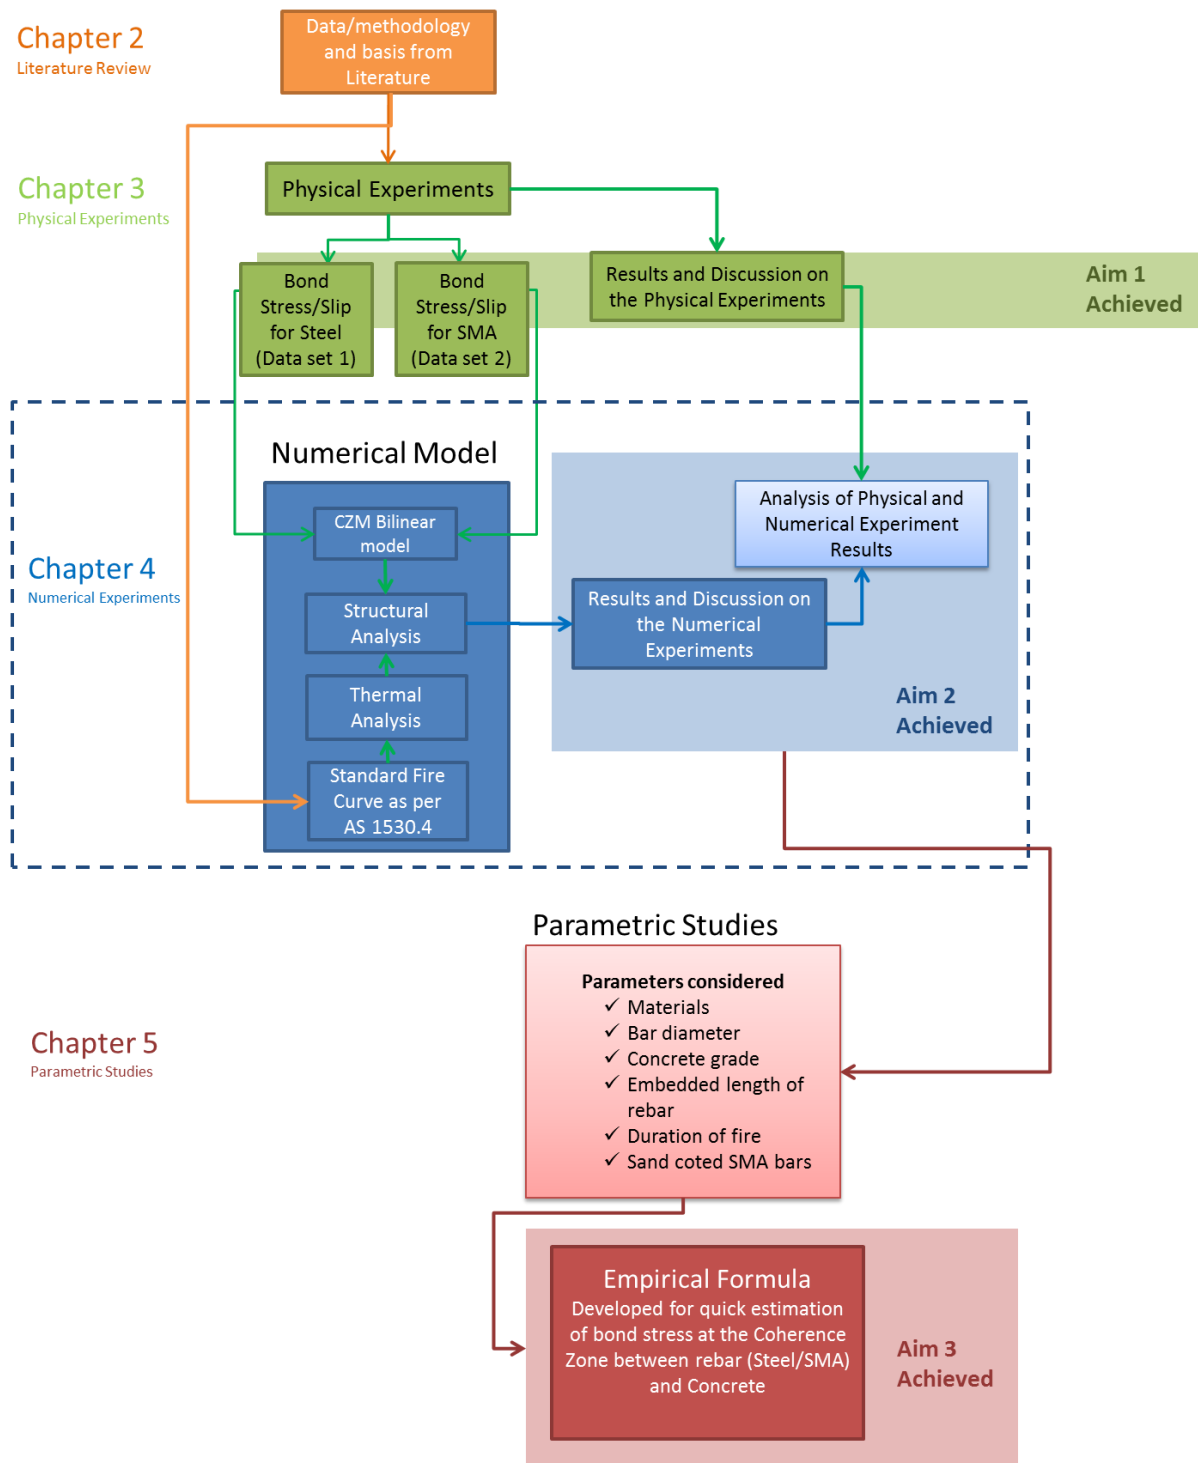 Chapter 2
Literature Review
Data/methodology
and basis from
Literature
Chapter 3
Physical Experiments
Physical Experiments
Bond
Stress/Slip
for Steel
(Data set 1)
Bond
Stress/Slip
for SMA
(Data set 2)
Results and Discussion on
the Physical Experiments
Aim 1
Achieved
Chapter 4
Numerical Experiments
Numerical Model
CZM Bilinear
model
Structural
Analysis
Thermal
Analysis
Standard Fire
Curve as per
AS 1530.4
Analysis of Physical and
Numerical Experiment
Results
Results and Discussion on
the Numerical
Experiments
Aim 2
Achieved
Chapter 5
Parametric Studies
Parametric Studies
Parameters considered
✓ Materials
✓ Bar diameter
✓ Concrete grade
✓ Embedded length of
rebar
✓ Duration of fire
✓ Sand coted SMA bars
Empirical Formula
Developed for quick estimation
of bond stress at the Coherence
Zone between rebar (Steel/SMA)
and Concrete
Aim 3
Achieved